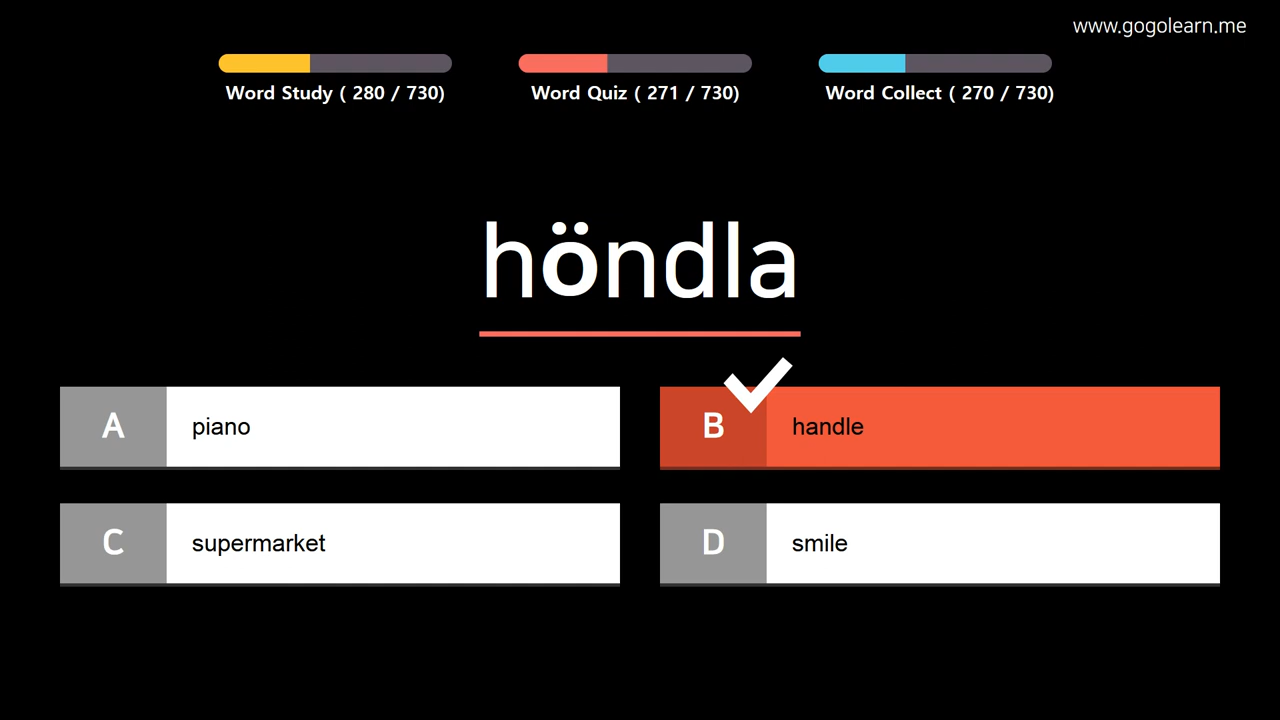 www.gogolearn.me
Word Study ( 280 / 730)
Word Quiz ( 271 / 730)
Word Collect ( 270 / 730)
höndla
A piano
B handle
C supermarket
D smile